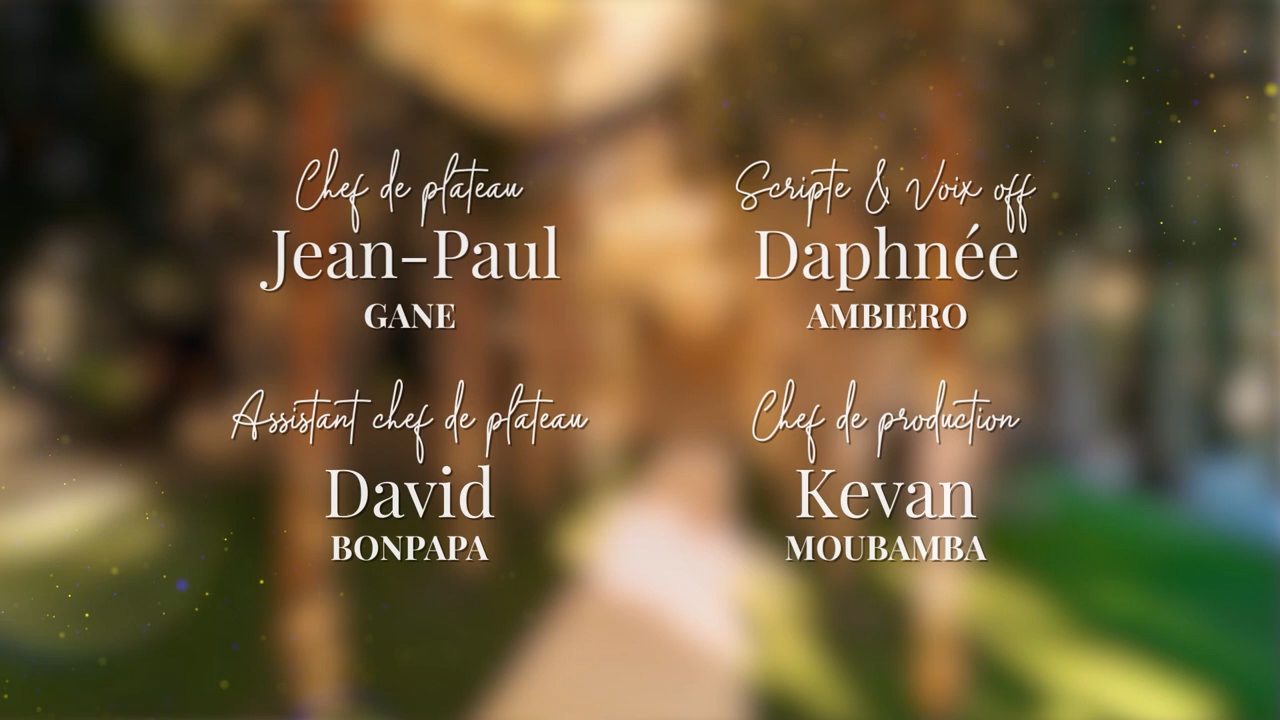 Chef de plateau
Jean-Paul
GANE
Scripte & Voix off
Daphnée
AMBIERO
Assistant chef de plateau
David
BONPAPA
Chef de production
Kevan
MOUBAMBA